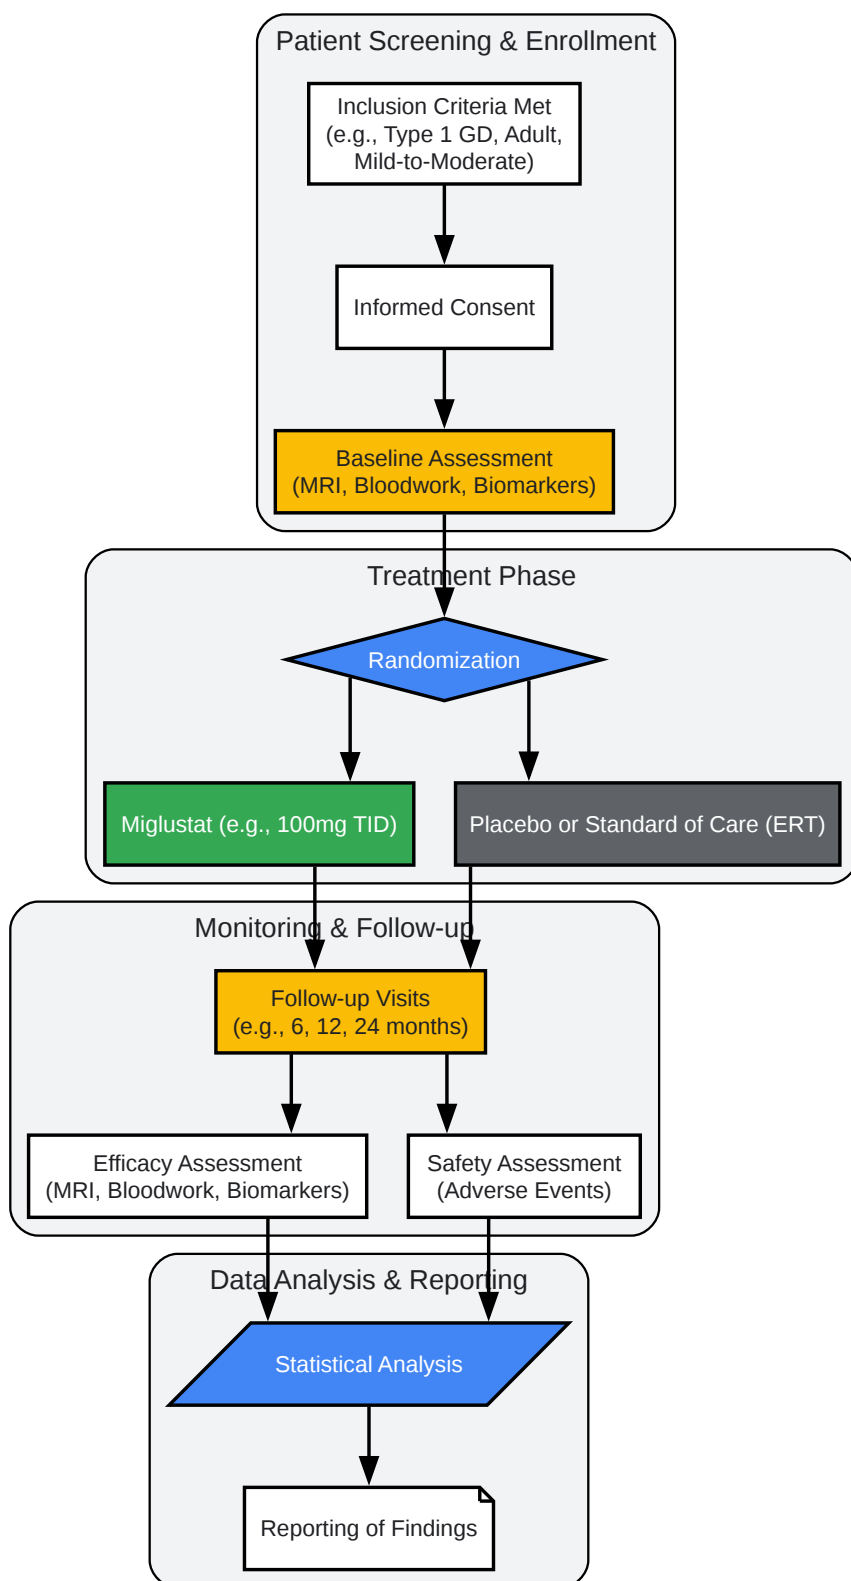 Patient Screening & Enrollment
Inclusion Criteria Met
(e.g., Type 1 GD, Adult,
Mild-to-Moderate)
Informed Consent
Baseline Assessment
(MRI, Bloodwork, Biomarkers)
Treatment Phase
Randomization
Miglustat (e.g., 100mg TID)
Placebo or Standard of Care (ERT)
Monitoring & Follow-up
Follow-up Visits
(e.g., 6, 12, 24 months)
Efficacy Assessment
(MRI, Bloodwork, Biomarkers)
Safety Assessment
(Adverse Events)
Data Analysis & Reporting
Statistical Analysis
Reporting of Findings